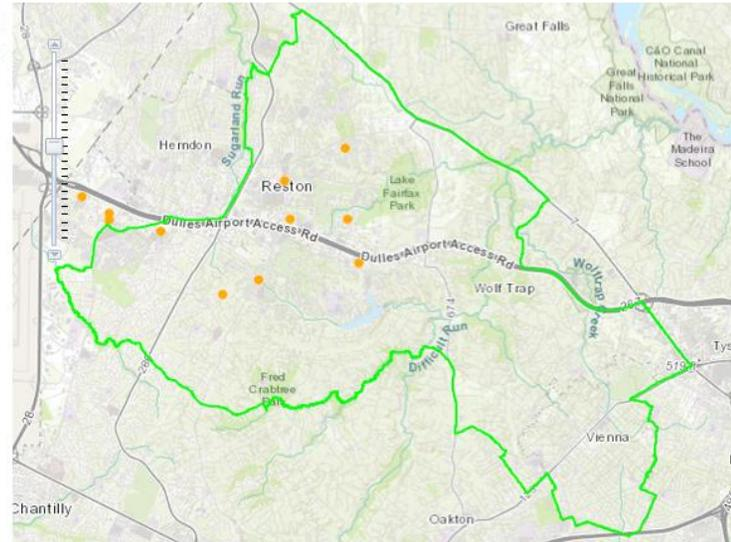 28
Great Falls
C&O Canal
National
Historical Park
Great
Falls
National
Park
Sugarland Run
Herndon
The
Madeira
School
Reston
Lake
Fairfax
Park
7
Dulles Airport Access Rd
Dulles Airport Access Rd
Wolf Trap
Wolftrap Creek
267
674
Difficult Run
Tys
28
Fred
Crabtree
Park
28
Vienna
Chantilly
Oakton